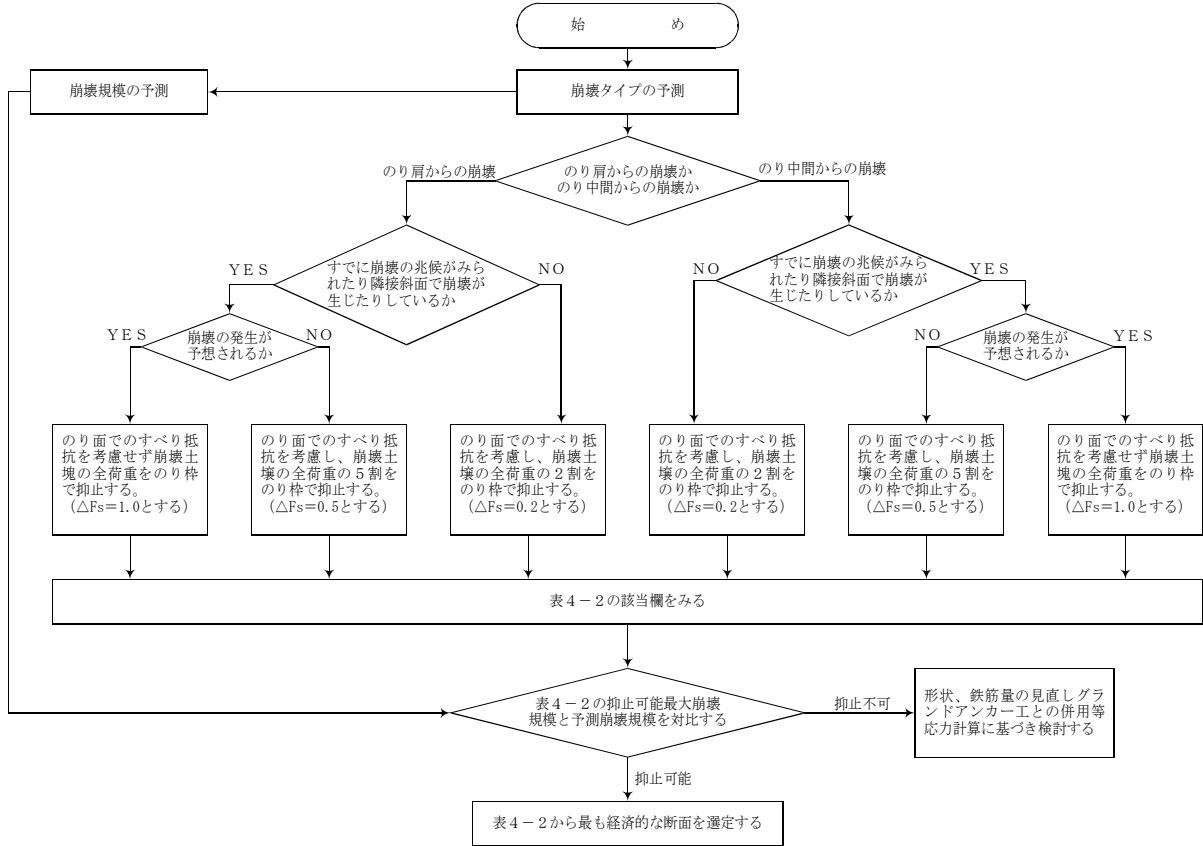 始　め
崩壊規模の予測
崩壊タイプの予測
のり肩からの崩壊
のり肩からの崩壊か
のり中間からの崩壊か
のり中間からの崩壊
YES
すでに崩壊の兆候がみら
れたり隣接斜面で崩壊が
生じたりしているか
NO
NO
すでに崩壊の兆候がみら
れたり隣接斜面で崩壊が
生じたりしているか
YES
YES
崩壊の発生が
予想されるか
NO
NO
崩壊の発生が
予想されるか
YES
のり面でのすべり抵
抗を考慮せず崩壊土
塊の全荷重をのり枠
で抑止する。
（△Fs＝1.0とする）
のり面でのすべり抵
抗を考慮し、崩壊土
壌の全荷重の５割を
のり枠で抑止する。
（△Fs＝0.5とする）
のり面でのすべり抵
抗を考慮し、崩壊土
壌の全荷重の２割を
のり枠で抑止する。
（△Fs＝0.2とする）
のり面でのすべり抵
抗を考慮し、崩壊土
壌の全荷重の２割を
のり枠で抑止する。
（△Fs＝0.2とする）
のり面でのすべり抵
抗を考慮し、崩壊土
壌の全荷重の５割を
のり枠で抑止する。
（△Fs＝0.5とする）
のり面でのすべり抵
抗を考慮せず崩壊土
塊の全荷重をのり枠
で抑止する。
（△Fs＝1.0とする）
表４－２の該当欄をみる
表４－２の抑止可能最大崩壊
規模と予測崩壊規模を対比する
抑止不可
形状、鉄筋量の見直しグラ
ンドアンカー工との併用等
応力計算に基づき検討する
抑止可能
表４－２から最も経済的な断面を選定する